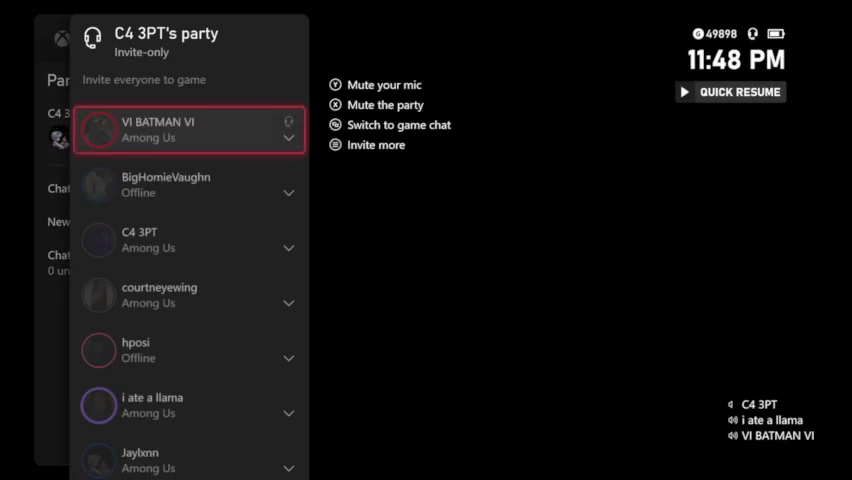 C4 3PT's party
Invite-only
Invite everyone to game
VI BATMAN VI
Among Us
BigHomieVaughn
Offline
C4 3PT
Among Us
courtneyewing
Among Us
hposi
Offline
i ate a llama
Among Us
Jaylxnn
Among Us
Par
C4 3
Chat
New
Chat
0 un
Mute your mic
Mute the party
Switch to game chat
Invite more
G 49898
11:48 PM
QUICK RESUME
C4 3PT
i ate a llama
VI BATMAN VI